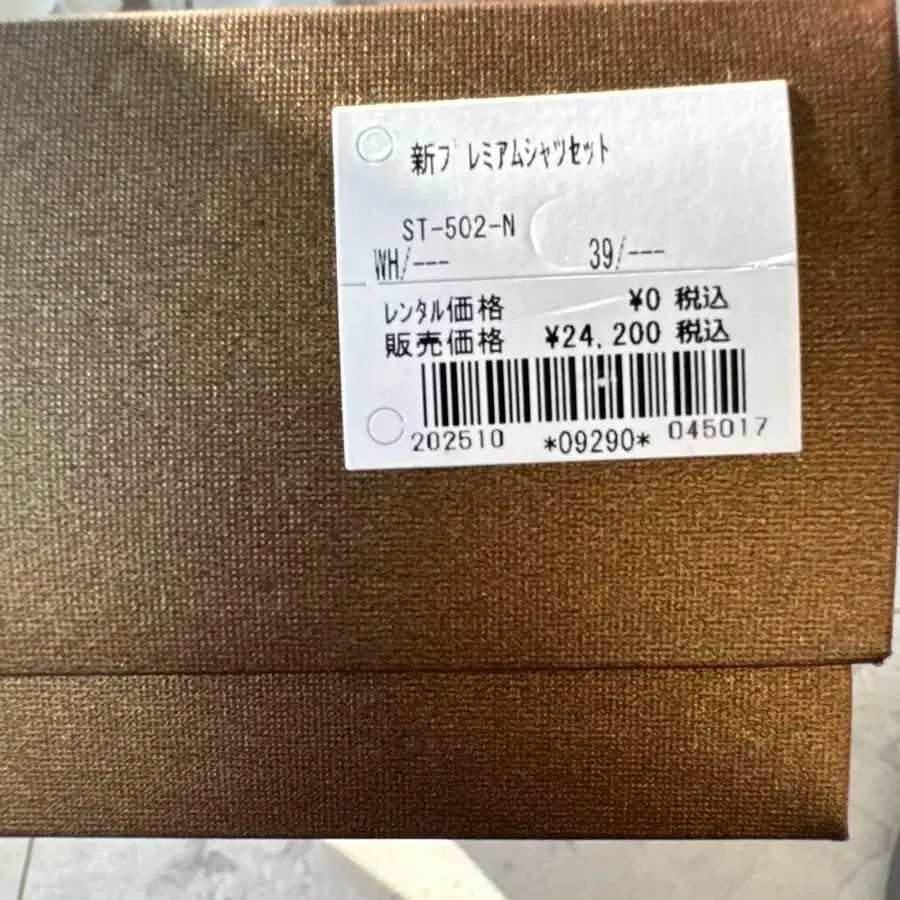 新ﾌﾟﾚﾐｱﾑｼｬﾂｾｯﾄ
ST-502-N
WH/--- 39/---
ﾚﾝﾀﾙ価格 ¥0 税込
販売価格 ¥24,200 税込
202510 *09290* 045017